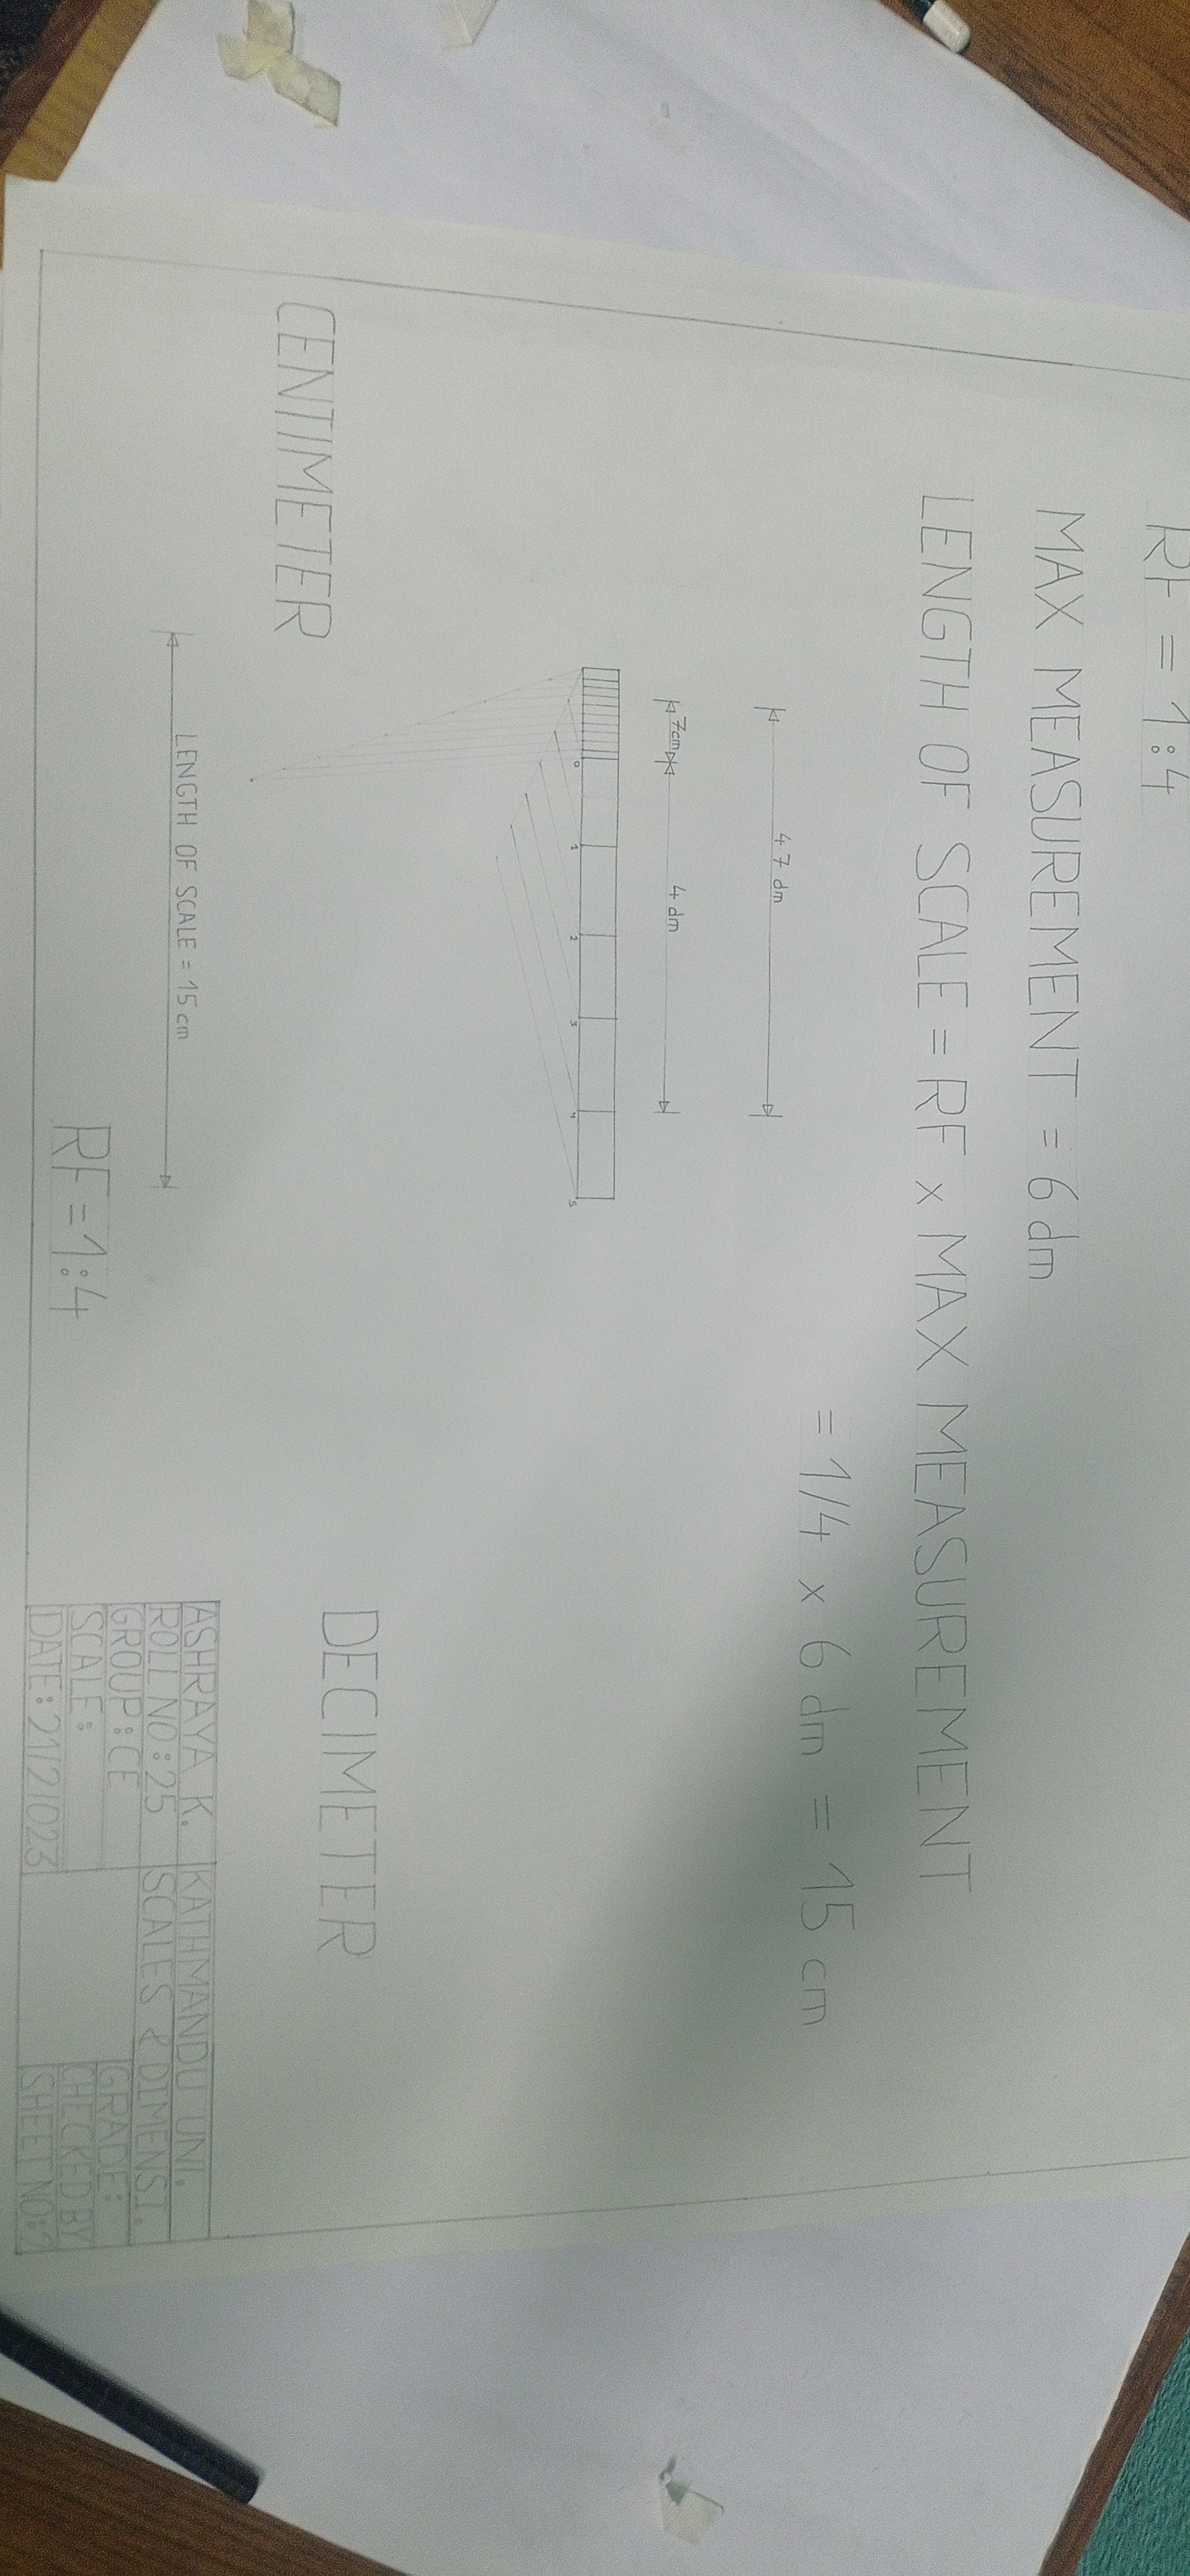 RF = 1:4
MAX MEASUREMENT = 6 dm
LENGTH OF SCALE = RF x MAX MEASUREMENT
= 1/4 x 6 dm = 15 cm
4 7 dm
7cm 4 dm
0 1 2 3 4 5
CENTIMETER DECIMETER
LENGTH OF SCALE = 15 cm
RF = 1:4
ASHRAYA K. KATHMANDU UNI.
ROLL NO:25 SCALES & DIMENSI.
GROUP:CE GRADE:
SCALE: CHECKED BY
DATE:21/2/023 SHEET NO:2